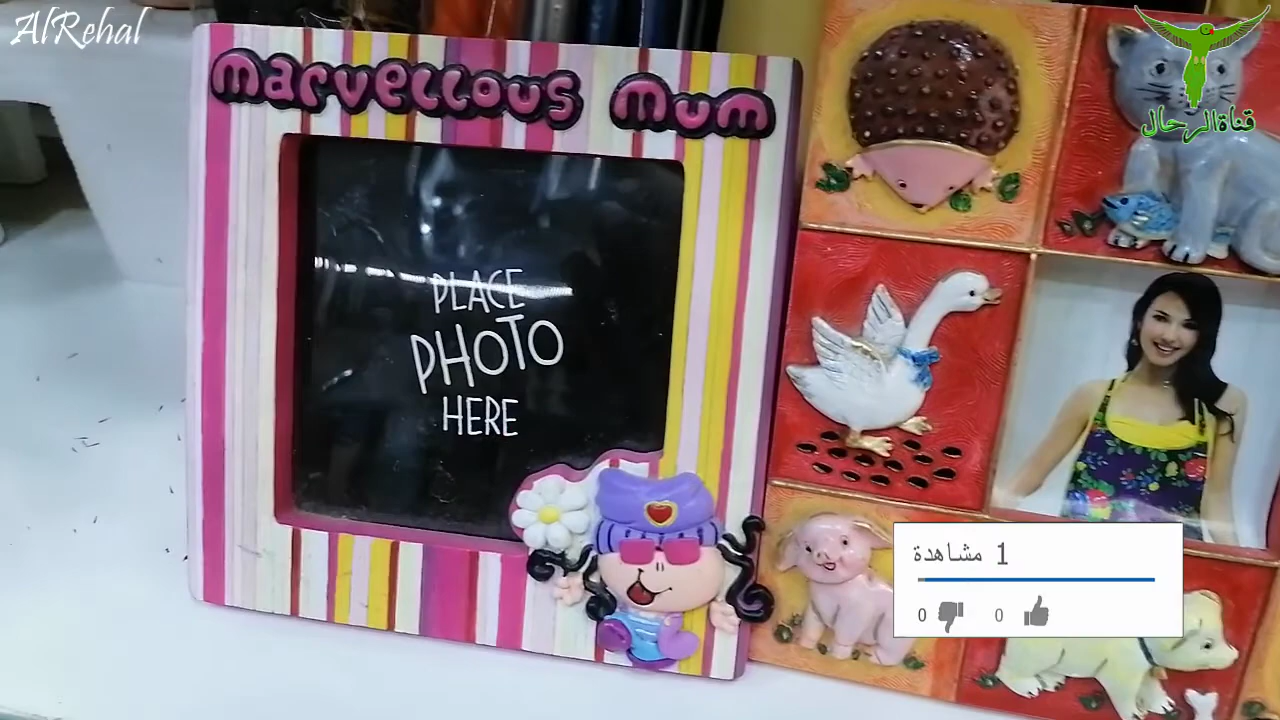 AlRehal
قناة الرحال
marvellous mum
PLACE
PHOTO
HERE
1 مشاهدة
0 0